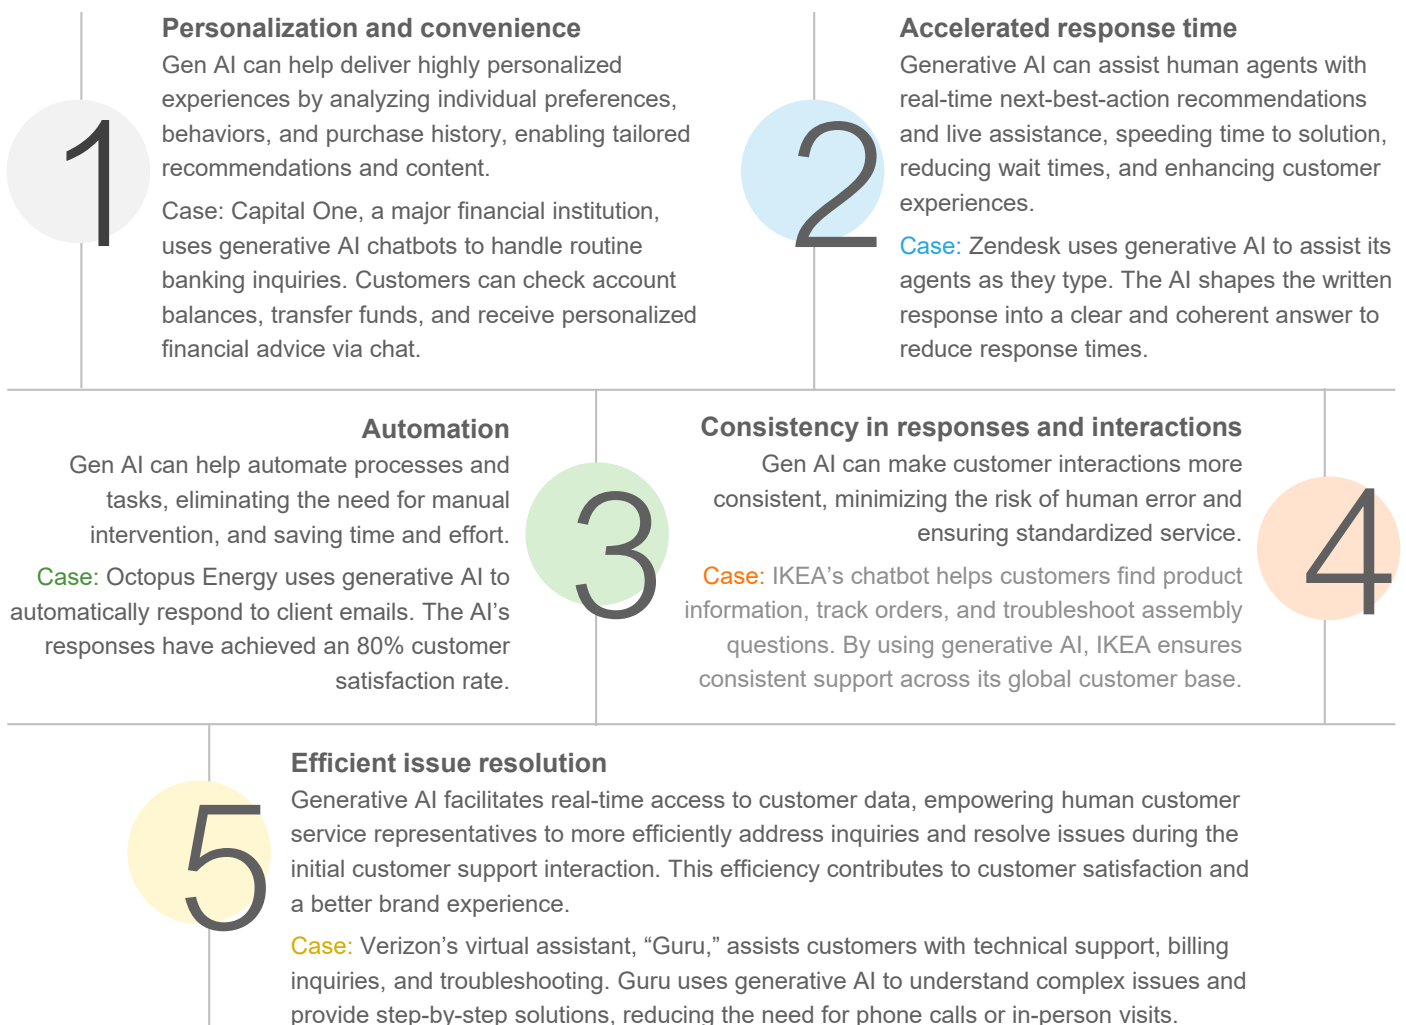 1
Personalization and convenience
Gen AI can help deliver highly personalized
experiences by analyzing individual preferences,
behaviors, and purchase history, enabling tailored
recommendations and content.
Case: Capital One, a major financial institution,
uses generative AI chatbots to handle routine
banking inquiries. Customers can check account
balances, transfer funds, and receive personalized
financial advice via chat.
2
Accelerated response time
Generative AI can assist human agents with
real-time next-best-action recommendations
and live assistance, speeding time to solution,
reducing wait times, and enhancing customer
experiences.
Case: Zendesk uses generative AI to assist its
agents as they type. The AI shapes the written
response into a clear and coherent answer to
reduce response times.
Automation
Gen AI can help automate processes and
tasks, eliminating the need for manual
intervention, and saving time and effort.
Case: Octopus Energy uses generative AI to
automatically respond to client emails. The AI’s
responses have achieved an 80% customer
satisfaction rate.
3
Consistency in responses and interactions
Gen AI can make customer interactions more
consistent, minimizing the risk of human error and
ensuring standardized service.
Case: IKEA’s chatbot helps customers find product
information, track orders, and troubleshoot assembly
questions. By using generative AI, IKEA ensures
consistent support across its global customer base.
4
5
Efficient issue resolution
Generative AI facilitates real-time access to customer data, empowering human customer
service representatives to more efficiently address inquiries and resolve issues during the
initial customer support interaction. This efficiency contributes to customer satisfaction and
a better brand experience.
Case: Verizon’s virtual assistant, “Guru,” assists customers with technical support, billing
inquiries, and troubleshooting. Guru uses generative AI to understand complex issues and
provide step-by-step solutions, reducing the need for phone calls or in-person visits.